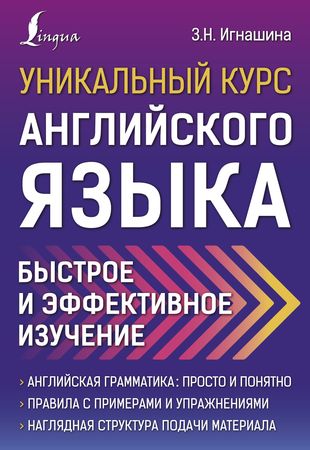 Lingua
З.Н. Игнашина
УНИКАЛЬНЫЙ КУРС
АНГЛИЙСКОГО
ЯЗЫКА
БЫСТРОЕ
И ЭФФЕКТИВНОЕ
ИЗУЧЕНИЕ
› АНГЛИЙСКАЯ ГРАММАТИКА: ПРОСТО И ПОНЯТНО
› ПРАВИЛА С ПРИМЕРАМИ И УПРАЖНЕНИЯМИ
› НАГЛЯДНАЯ СТРУКТУРА ПОДАЧИ МАТЕРИАЛА